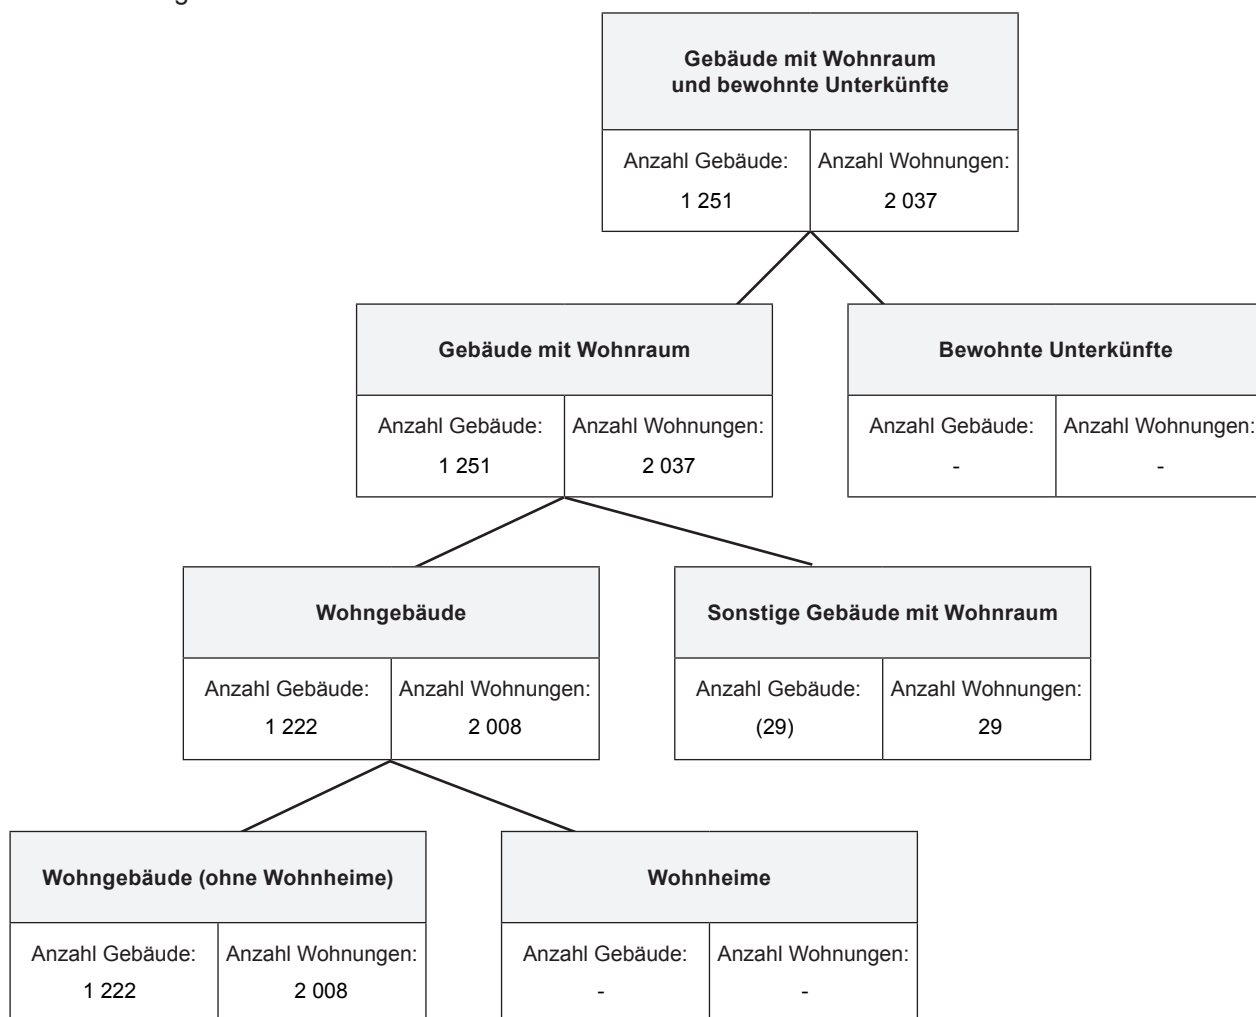 Gebäude mit Wohnraum
und bewohnte Unterkünfte
Anzahl Gebäude: Anzahl Wohnungen:
1 251 2 037
Gebäude mit Wohnraum Bewohnte Unterkünfte
Anzahl Gebäude: Anzahl Wohnungen: Anzahl Gebäude: Anzahl Wohnungen:
1 251 2 037 - -
Wohngebäude Sonstige Gebäude mit Wohnraum
Anzahl Gebäude: Anzahl Wohnungen: Anzahl Gebäude: Anzahl Wohnungen:
1 222 2 008 (29) 29
Wohngebäude (ohne Wohnheime) Wohnheime
Anzahl Gebäude: Anzahl Wohnungen: Anzahl Gebäude: Anzahl Wohnungen:
1 222 2 008 - -